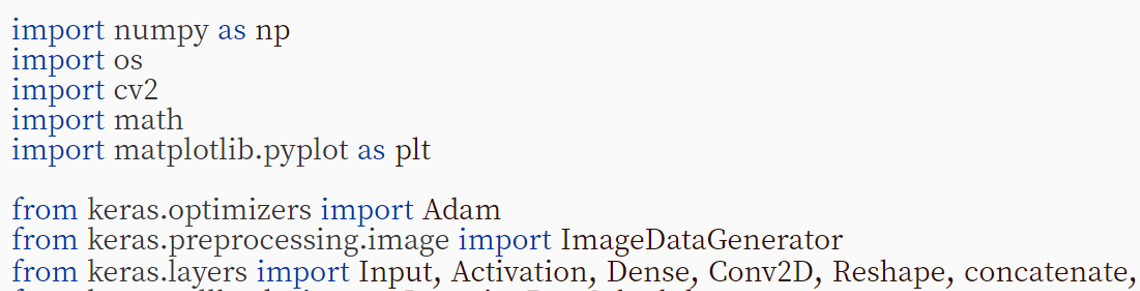 import numpy as np
import os
import cv2
import math
import matplotlib.pyplot as plt
from keras.optimizers import Adam
from keras.preprocessing.image import ImageDataGenerator
from keras.layers import Input, Activation, Dense, Conv2D, Reshape, concatenate,